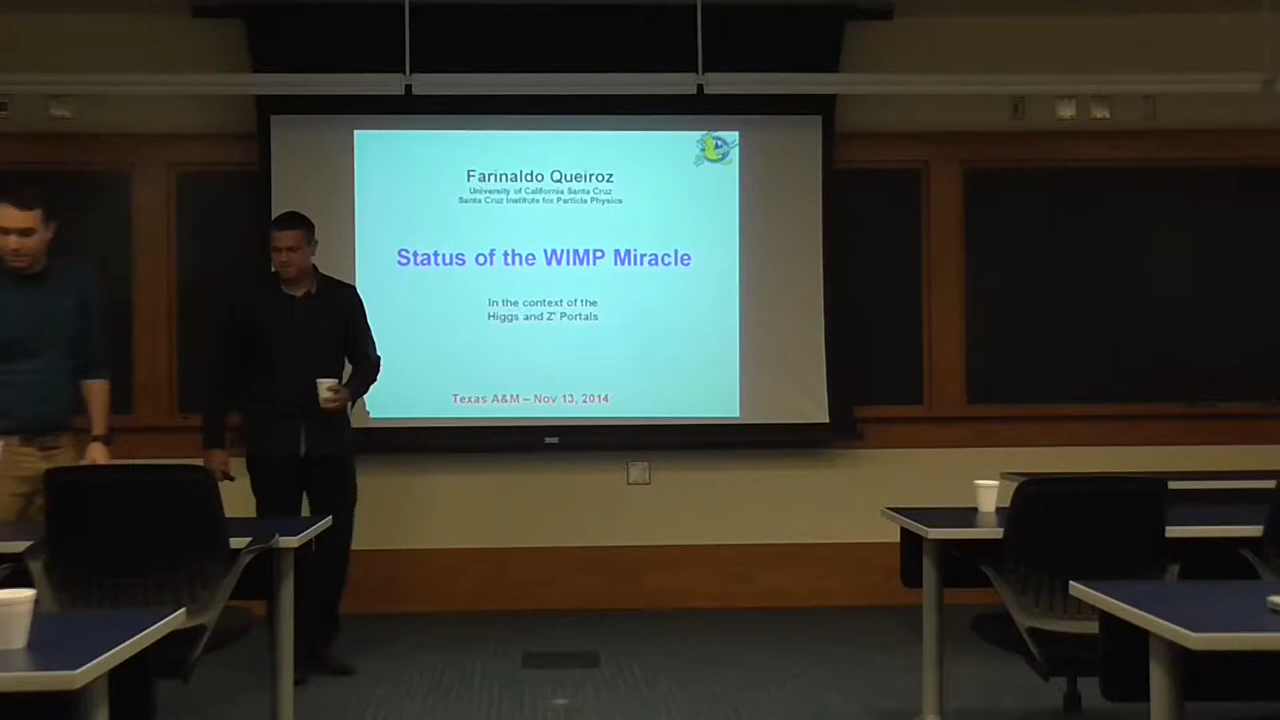 Farinaldo Queiroz
University of California Santa Cruz
Santa Cruz Institute for Particle Physics
Status of the WIMP Miracle
In the context of the
Higgs and Z' Portals
Texas A&M – Nov 13, 2014